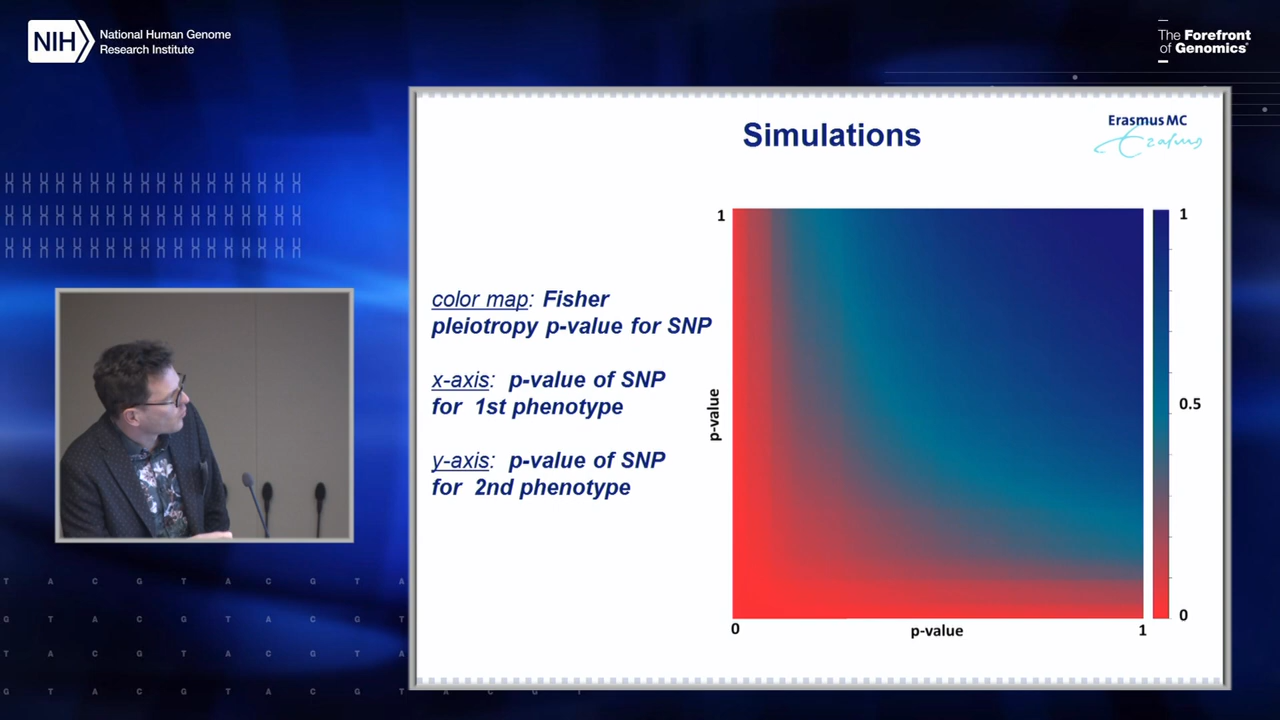 NIH
National Human Genome
Research Institute
The Forefront
of Genomics®
Simulations
Erasmus MC
Erasmus
color map: Fisher
pleiotropy p-value for SNP
x-axis: p-value of SNP
for 1st phenotype
y-axis: p-value of SNP
for 2nd phenotype
1
p-value
0
p-value
1
1
0.5
0
T A C G T A C G T A
G T A C G T A C G T
T A C G T A C G T A
G T A C G T A C G T A C G T